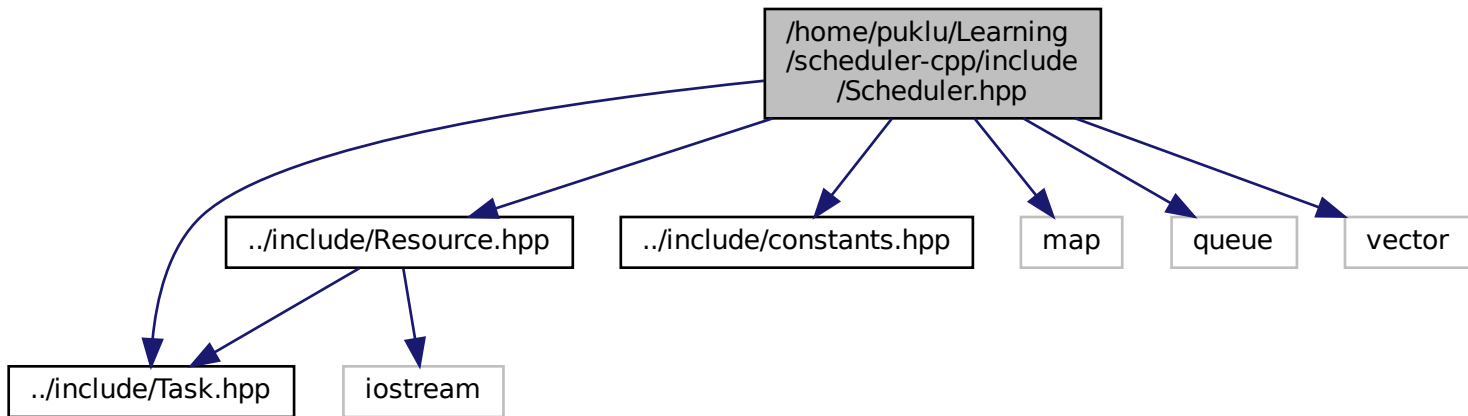 /home/puklu/Learning
/scheduler-cpp/include
/Scheduler.hpp
../include/Resource.hpp
../include/constants.hpp
map
queue
vector
../include/Task.hpp
iostream